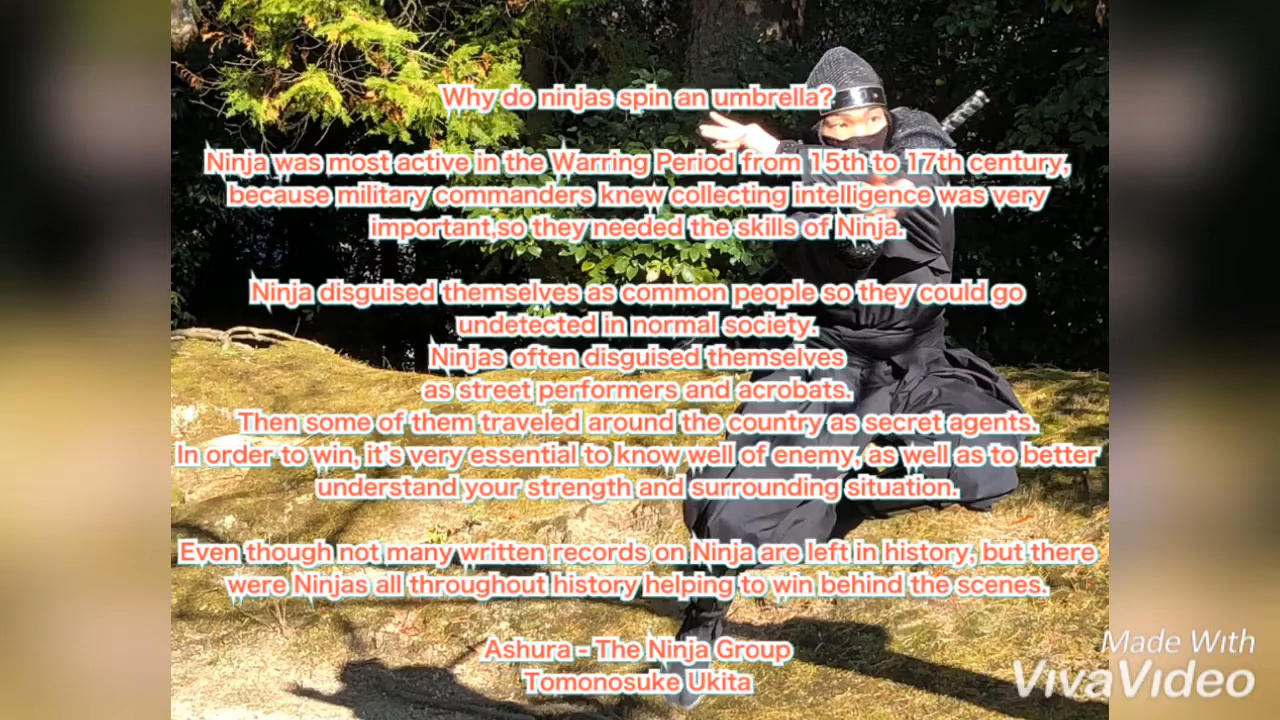 Why do ninjas spin an umbrella?
Ninja was most active in the Warring Period from 15th to 17th century,
because military commanders knew collecting intelligence was very
important,so they needed the skills of Ninja.
Ninja disguised themselves as common people so they could go
undetected in normal society.
Ninjas often disguised themselves
as street performers and acrobats.
Then some of them traveled around the country as secret agents.
In order to win, it's very essential to know well of enemy, as well as to better
understand your strength and surrounding situation.
Even though not many written records on Ninja are left in history, but there
were Ninjas all throughout history helping to win behind the scenes.
Ashura - The Ninja Group
Tomonosuke Ukita
Made With
VivaVideo